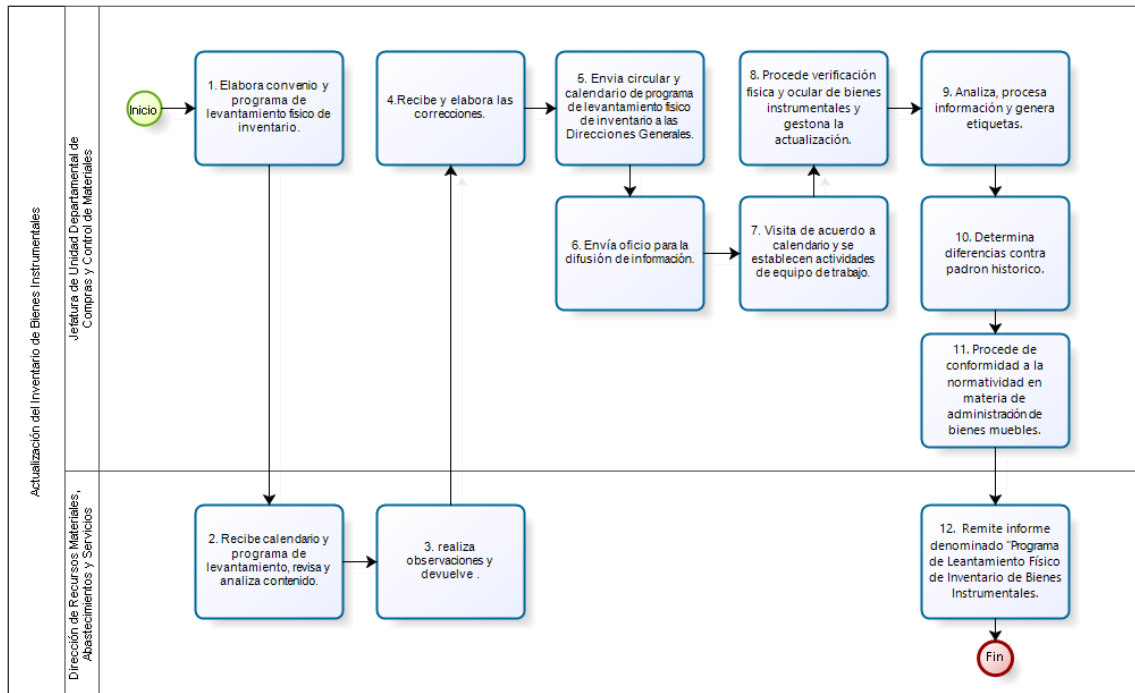 Actualización del Inventario de Bienes Instrumentales
Jefatura de Unidad Departamental de
Compras y Control de Materiales
Inicio
1. Elabora convenio y
programa de
levantamiento fisico de
inventario.
4.Recibe y elabora las
correcciones.
5. Envia circular y
calendario de programa
de levantamiento fisico
de inventario a las
Direcciones Generales.
8. Procede verificación
fisica y ocular de bienes
instrumentales y
gestona la
actualización.
9. Analiza, procesa
información y genera
etiquetas.
6. Envía oficio para la
difusión de información.
7. Visita de acuerdo a
calendario y se
establecen actividades
de equipo de trabajo.
10. Determina
diferencias contra
padron historico.
11. Procede de
conformidad a la
normatividad en
materia de
administración de
bienes muebles.
Dirección de Recursos Materiales,
Abastecimientos y Servicios
2. Recibe calendario y
programa de
levantamiento, revisa y
analiza contenido.
3. realiza
observaciones y
devuelve .
12. Remite informe
denominado "Programa
de Leantamiento Físico
de Inventario de Bienes
Instrumentales.
Fin